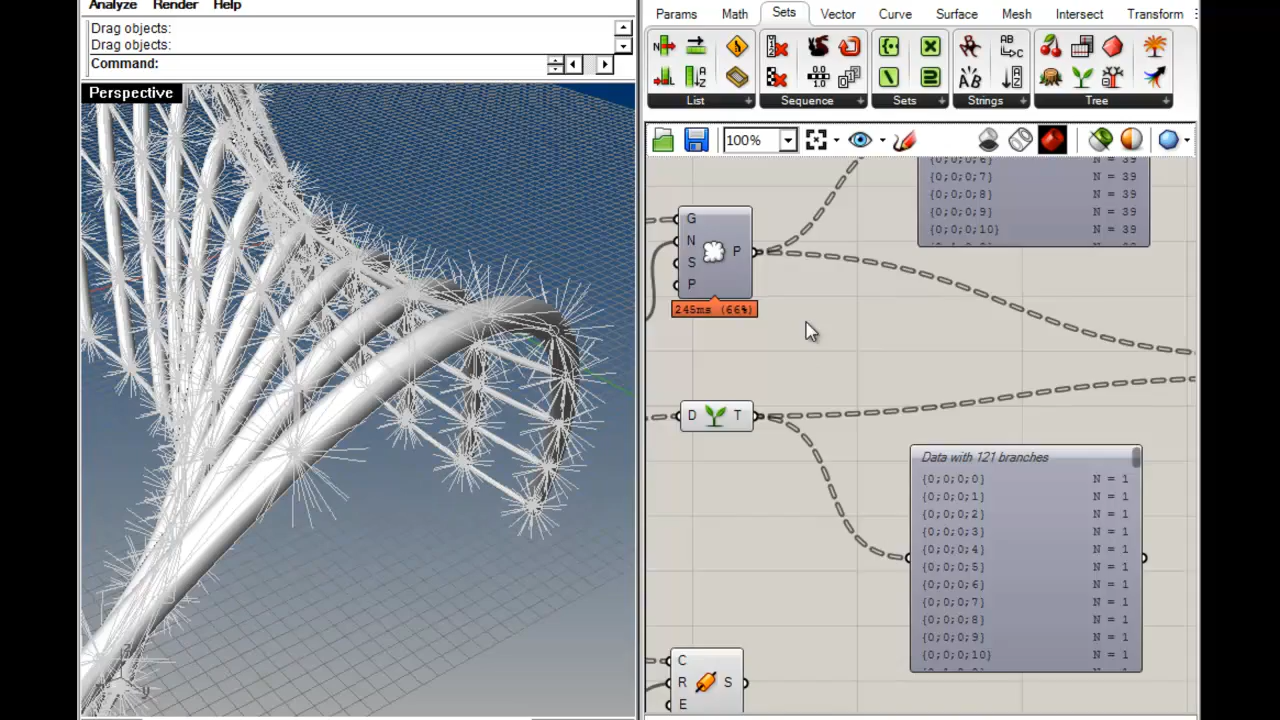 Analyze Render Help
Drag objects:
Drag objects:
Command:
Perspective
Params Math Sets Vector Curve Surface Mesh Intersect Transform
List Sequence Sets Strings Tree
100%
{0;0;0;6} N = 39
{0;0;0;7} N = 39
{0;0;0;8} N = 39
{0;0;0;9} N = 39
{0;0;0;10} N = 39
G
N
P
S
P
245ms (66%)
D T
Data with 121 branches
{0;0;0;0} N = 1
{0;0;0;1} N = 1
{0;0;0;2} N = 1
{0;0;0;3} N = 1
{0;0;0;4} N = 1
{0;0;0;5} N = 1
{0;0;0;6} N = 1
{0;0;0;7} N = 1
{0;0;0;8} N = 1
{0;0;0;9} N = 1
{0;0;0;10} N = 1
C
R S
E